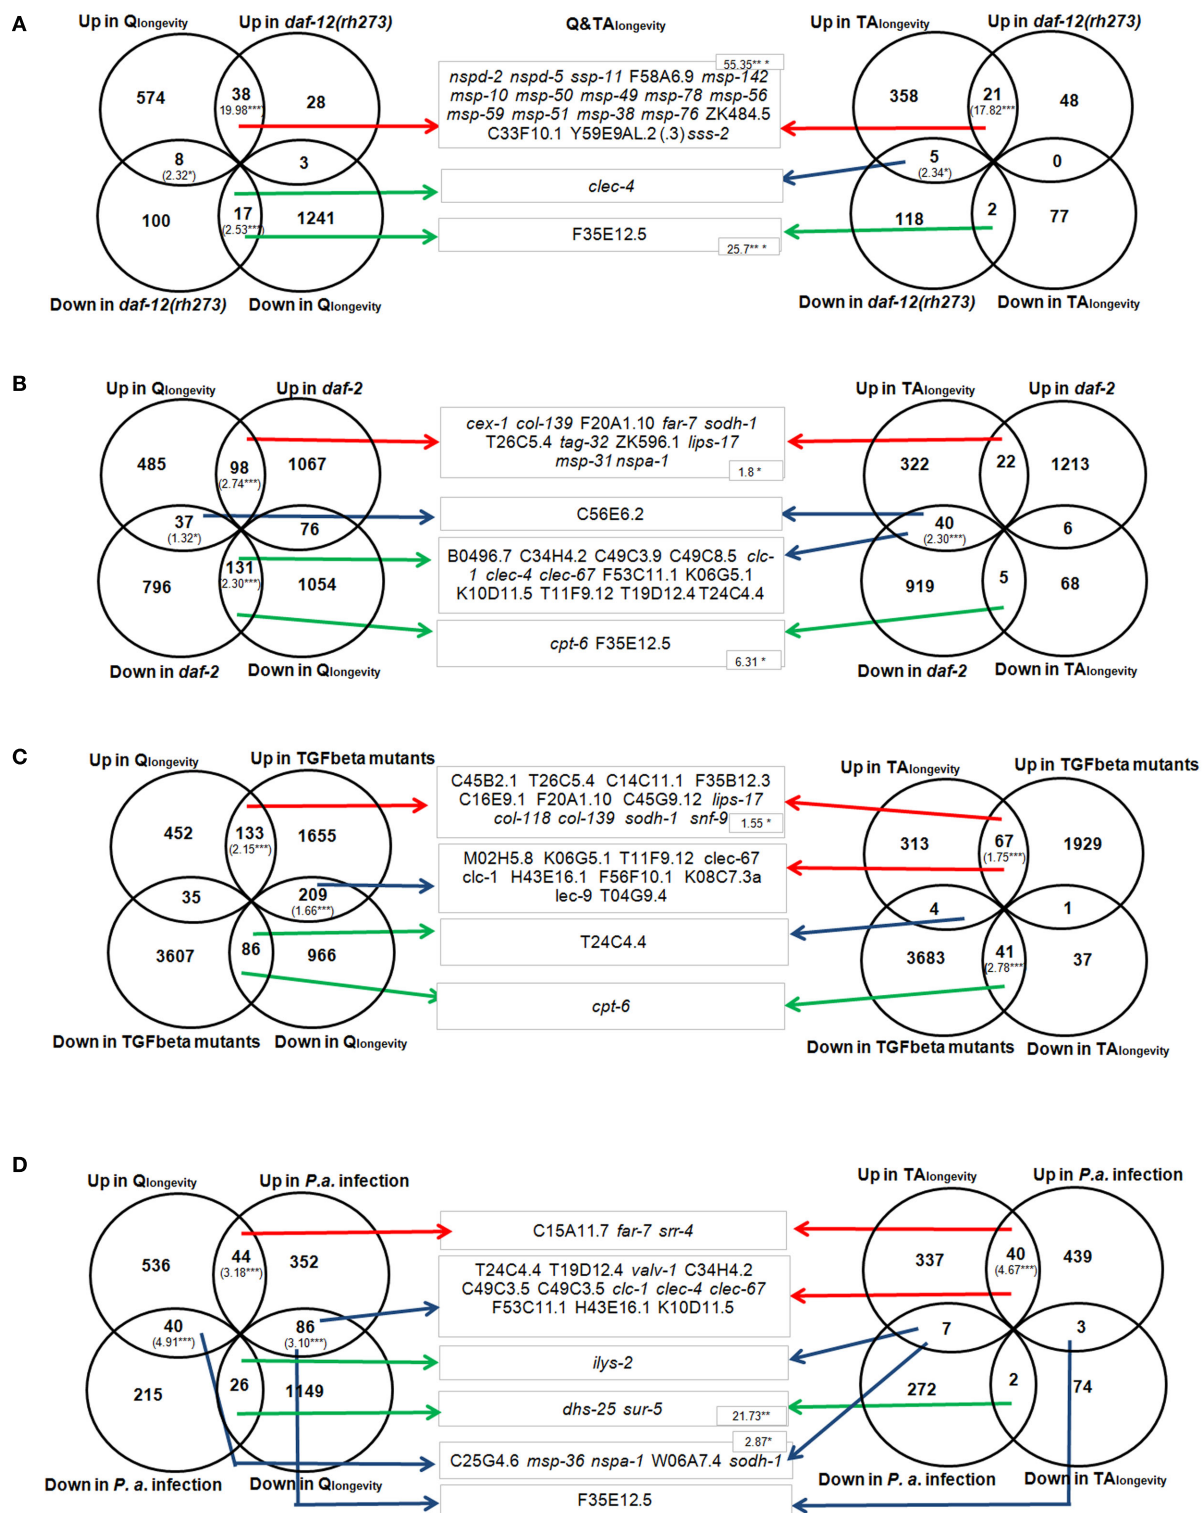 A
Up in Qlongevity
Up in daf-12(rh273)
Q&TAlongevity
Up in TAlongevity
Up in daf-12(rh273)
574
38
19.98***)
28
8
(2.32*)
3
100
17
(2.53***)
1241
Down in daf-12(rh273)
Down in Qlongevity
55.35** *
nspd-2 nspd-5 ssp-11 F58A6.9 msp-142
msp-10 msp-50 msp-49 msp-78 msp-56
msp-59 msp-51 msp-38 msp-76 ZK484.5
C33F10.1 Y59E9AL.2 (.3) sss-2
clec-4
F35E12.5
25.7** *
358
21
(17.82***
48
5
(2.34*)
0
118
2
77
Down in daf-12(rh273)
Down in TAlongevity
B
Up in Qlongevity
Up in daf-2
Up in TAlongevity
Up in daf-2
485
98
(2.74***)
1067
37
(1.32*)
76
796
131
(2.30***)
1054
Down in daf-2
Down in Qlongevity
cex-1 col-139 F20A1.10 far-7 sodh-1
T26C5.4 tag-32 ZK596.1 lips-17
msp-31 nspa-1
1.8 *
C56E6.2
B0496.7 C34H4.2 C49C3.9 C49C8.5 clc-
1 clec-4 clec-67 F53C11.1 K06G5.1
K10D11.5 T11F9.12 T19D12.4 T24C4.4
cpt-6 F35E12.5
6.31 *
322
22
1213
40
(2.30***)
6
919
5
68
Down in daf-2
Down in TAlongevity
C
Up in Qlongevity
Up in TGFbeta mutants
Up in TAlongevity
Up in TGFbeta mutants
452
133
(2.15***)
1655
35
209
(1.66***)
3607
86
966
Down in TGFbeta mutants
Down in Qlongevity
C45B2.1 T26C5.4 C14C11.1 F35B12.3
C16E9.1 F20A1.10 C45G9.12 lips-17
col-118 col-139 sodh-1 snf-9
1.55 *
M02H5.8 K06G5.1 T11F9.12 clec-67
clc-1 H43E16.1 F56F10.1 K08C7.3a
lec-9 T04G9.4
T24C4.4
cpt-6
313
67
(1.75***)
1929
4
1
3683
41
(2.78***)
37
Down in TGFbeta mutants
Down in TAlongevity
D
Up in Qlongevity
Up in P.a. infection
Up in TAlongevity
Up in P.a. infection
536
44
(3.18***)
352
40
(4.91***)
86
(3.10***)
215
26
1149
Down in P. a. infection
Down in Qlongevity
C15A11.7 far-7 srr-4
T24C4.4 T19D12.4 valv-1 C34H4.2
C49C3.5 C49C3.5 clc-1 clec-4 clec-67
F53C11.1 H43E16.1 K10D11.5
ilys-2
dhs-25 sur-5
21.73**
2.87*
C25G4.6 msp-36 nspa-1 W06A7.4 sodh-1
F35E12.5
337
40
(4.67***)
439
7
3
272
2
74
Down in P. a. infection
Down in TAlongevity